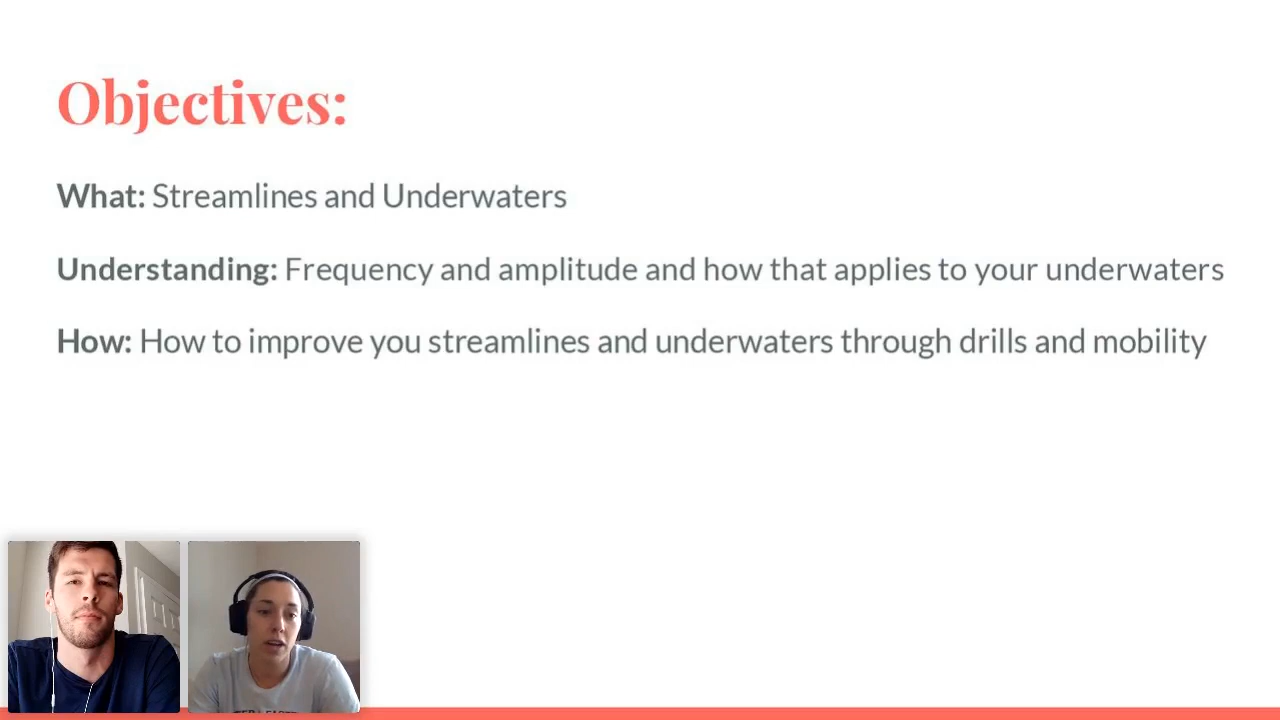 Objectives:
What: Streamlines and Underwaters
Understanding: Frequency and amplitude and how that applies to your underwaters
How: How to improve you streamlines and underwaters through drills and mobility